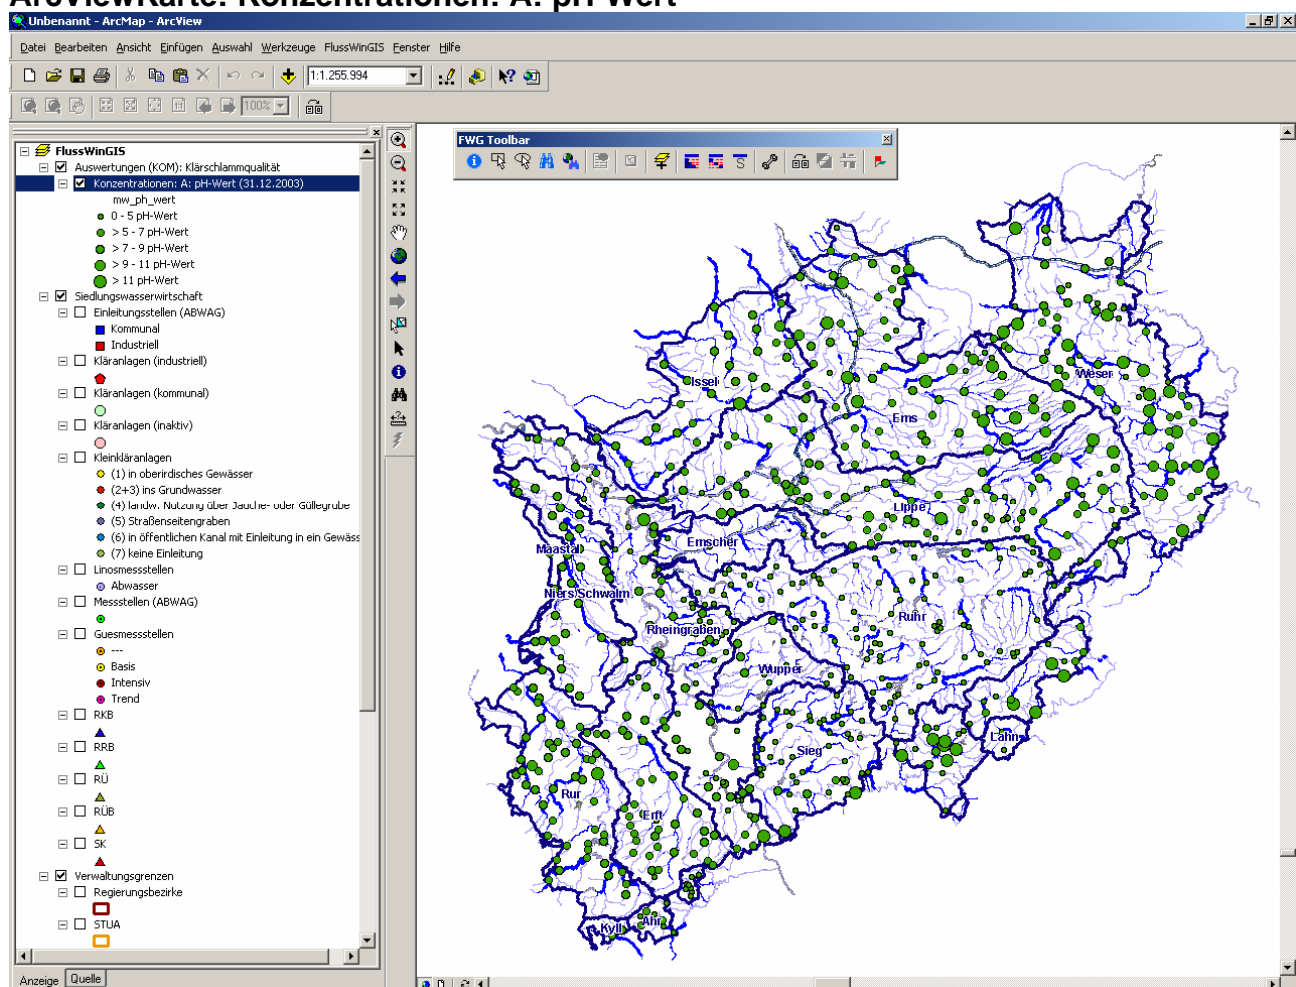 ArcViewKarte: Konzentrationen: A: pH-Wert
Unbenannt - ArcMap - ArcView
Datei Bearbeiten Ansicht Einfügen Auswahl Werkzeuge FlussWinGIS Fenster Hilfe
1:1.255.994
100%
FWG Toolbar
FlussWinGIS
Auswertungen (KOM): Klärschlammqualität
Konzentrationen: A: pH-Wert (31.12.2003)
mw_ph_wert
0 - 5 pH-Wert
> 5 - 7 pH-Wert
> 7 - 9 pH-Wert
> 9 - 11 pH-Wert
> 11 pH-Wert
Siedlungswasserwirtschaft
Einleitungsstellen (ABWAG)
Kommunal
Industriell
Kläranlagen (industriell)
Kläranlagen (kommunal)
Kläranlagen (inaktiv)
Kleinkläranlagen
(1) in oberirdisches Gewässer
(2+3) ins Grundwasser
(4) landw. Nutzung über Jauche- oder Güllegrube
(5) Straßenseitengraben
(6) in öffentlichen Kanal mit Einleitung in ein Gewäss
(7) keine Einleitung
Linosmessstellen
Abwasser
Messstellen (ABWAG)
Guesmessstellen
---
Basis
Intensiv
Trend
RKB
RRB
RÜ
RÜB
SK
Verwaltungsgrenzen
Regierungsbezirke
STUA
Anzeige Quelle
Issel
Weser
Ems
Lippe
Emscher
Maastal
Niers Schwalm
Rheingraben
Ruhr
Wupper
Lahn
Sieg
Rur
Erft
Ahr
Kyll